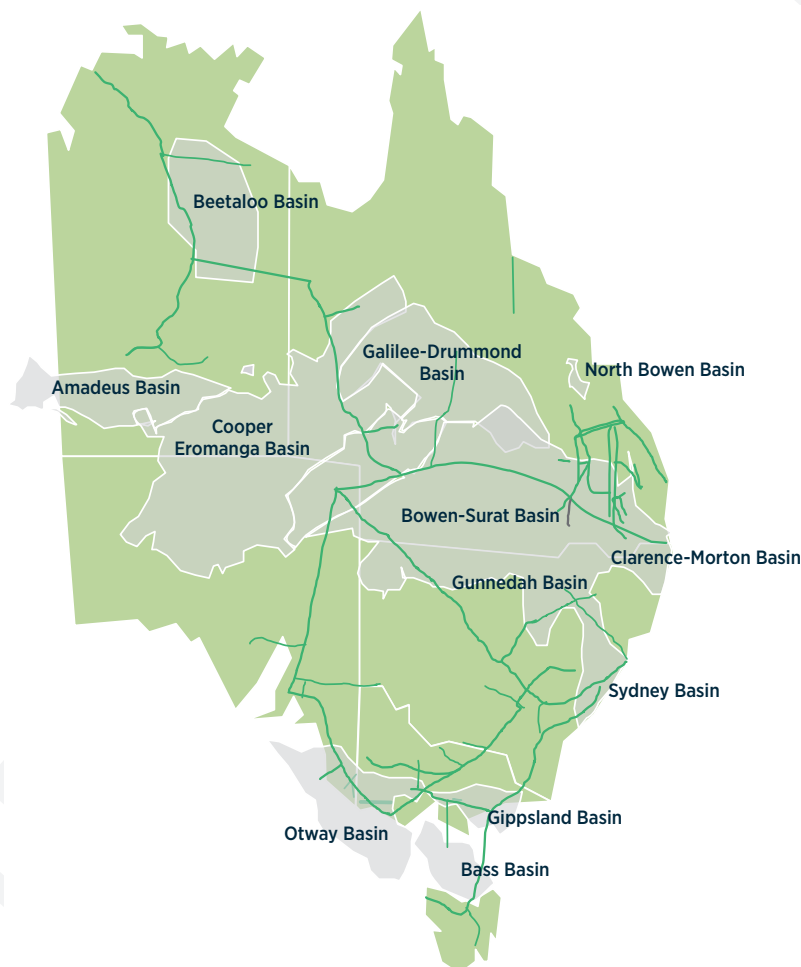 Beetaloo Basin
Galilee-Drummond
Basin
North Bowen Basin
Amadeus Basin
Cooper
Eromanga Basin
Bowen-Surat Basin
Clarence-Morton Basin
Gunnedah Basin
Sydney Basin
Gippsland Basin
Otway Basin
Bass Basin